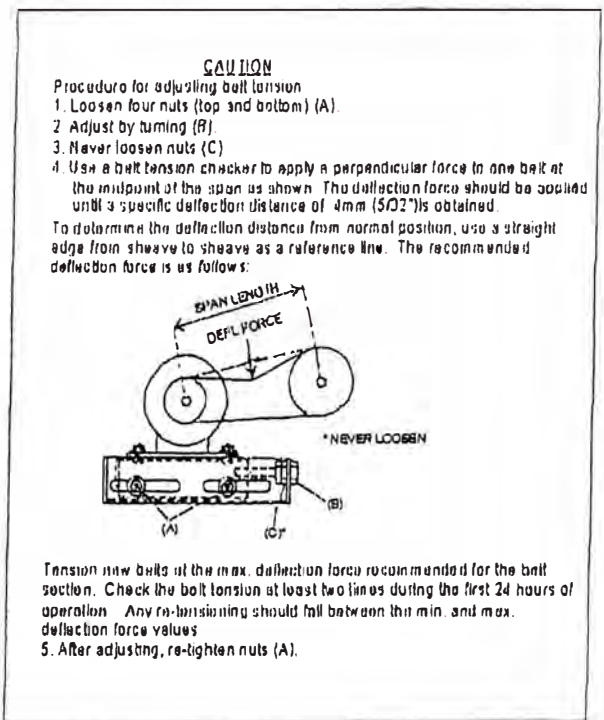 CAUTION
Procedure for adjusting belt tension
1. Loosen four nuts (top and bottom) (A).
2 Adjust by turning (B).
3. Never loosen nuts (C)
4. Use a belt tension checker to apply a perpendicular force to one belt at
the midpoint of the span as shown. The deflection force should be applied
until a specific deflection distance of 4mm (5/32") is obtained.
To determine the deflection distance from normal position, use a straight
edge from sheave to sheave as a reference line. The recommended
deflection force is as follows:
SPAN LENGTH
DEFL FORCE
*NEVER LOOSEN
(B)
(A)
(C)*
Tension new belts at the max. deflection force recommended for the belt
section. Check the belt tension at least two times during the first 24 hours of
operation. Any re-tensioning should fall between the min. and max.
deflection force values
5. After adjusting, re-tighten nuts (A).